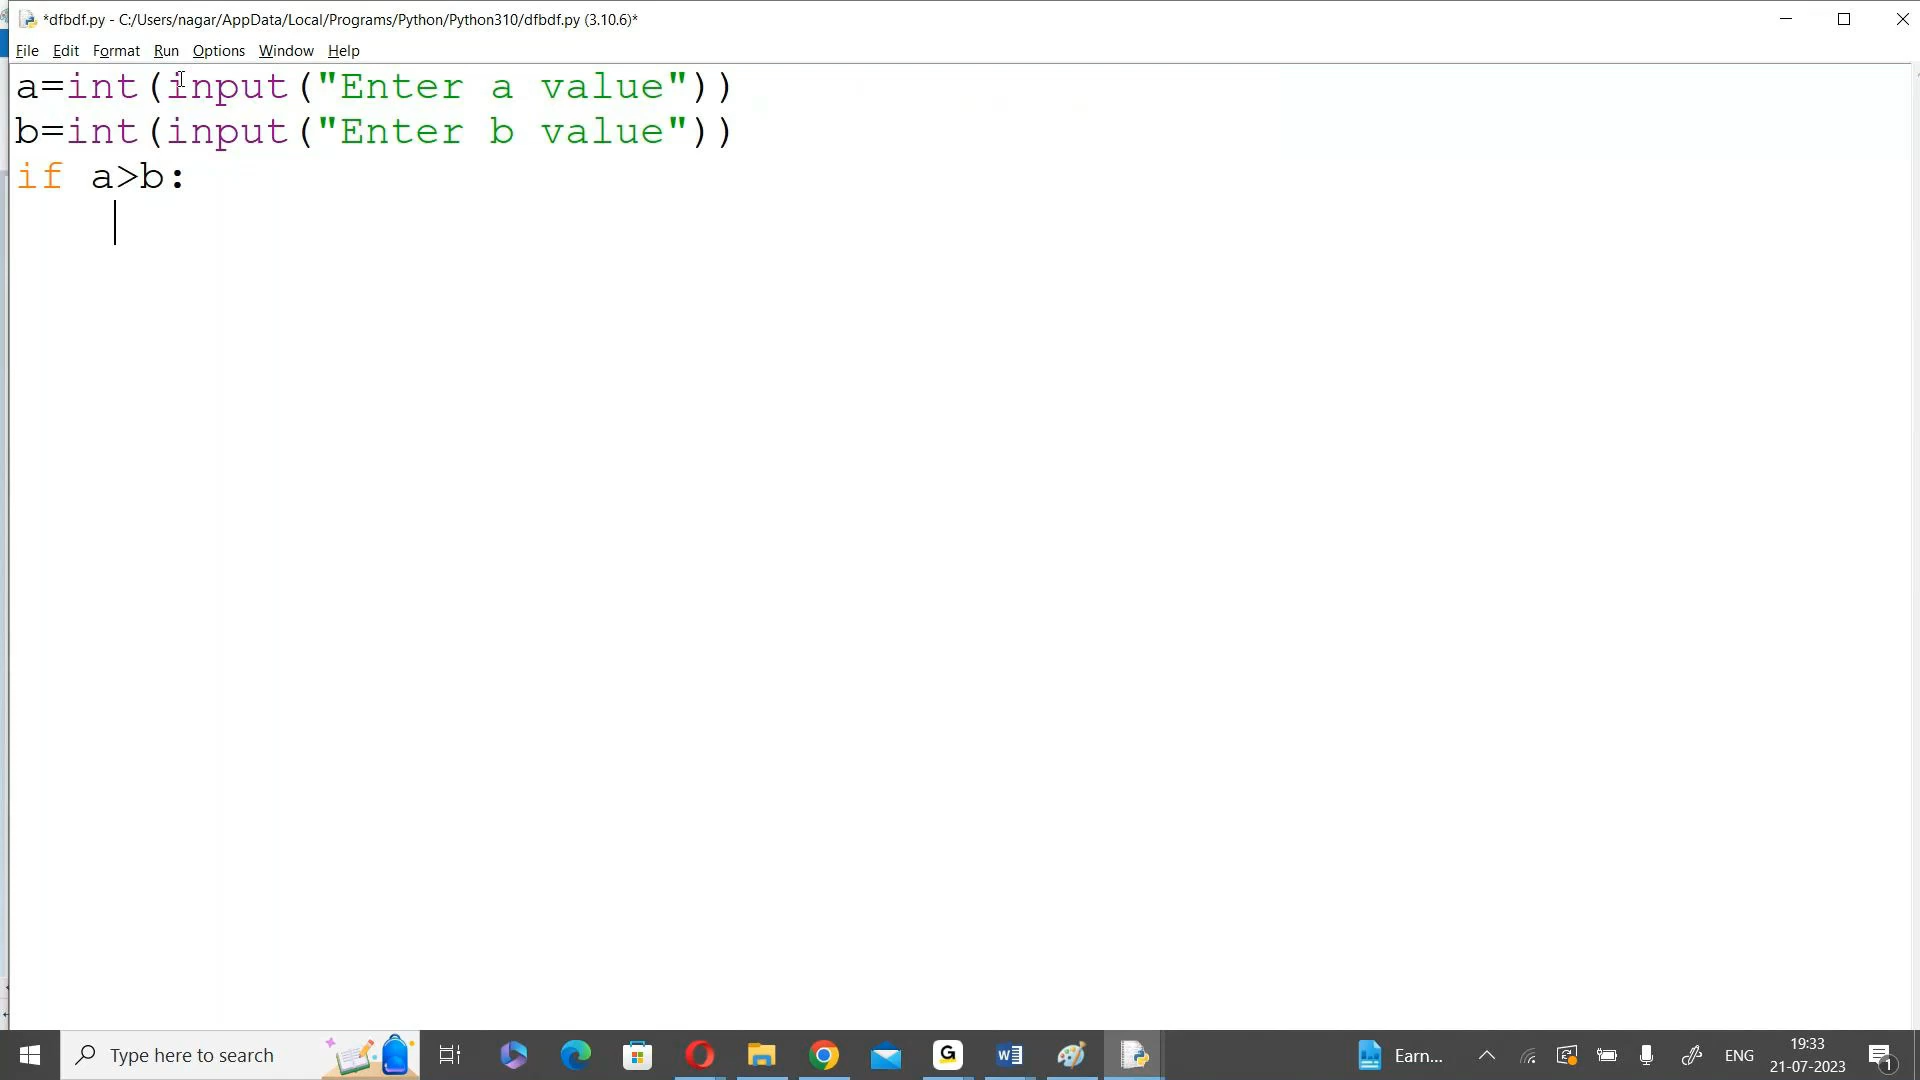 *dfbdf.py - C:/Users/nagar/AppData/Local/Programs/Python/Python310/dfbdf.py (3.10.6)*
File Edit Format Run Options Window Help
a=int(input("Enter a value"))
b=int(input("Enter b value"))
if a>b:
Type here to search
G
W
Earn...
ENG
19:33
21-07-2023
1